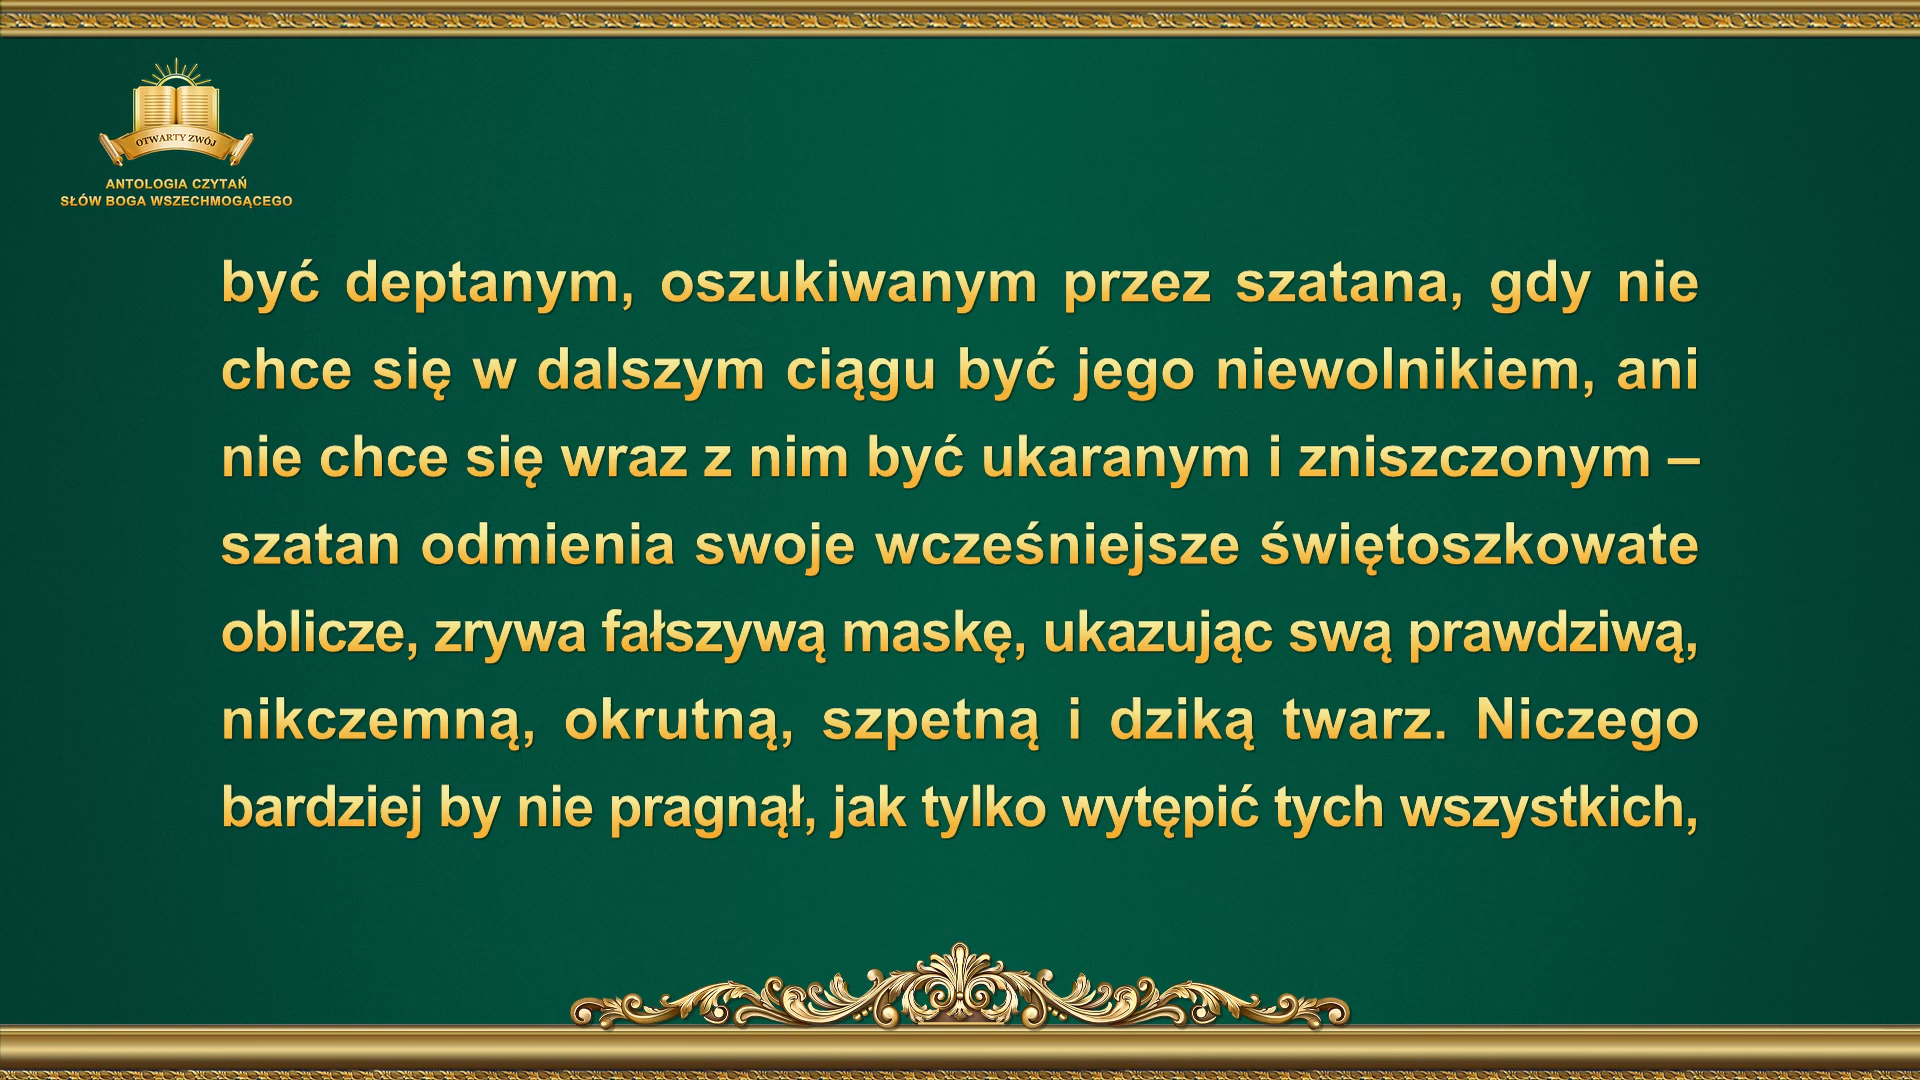 OTWARTY ZWÓJ
ANTOLOGIA CZYTAŃ
SŁÓW BOGA WSZECHMOGĄCEGO
być deptanym, oszukiwanym przez szatana, gdy nie
chce się w dalszym ciągu być jego niewolnikiem, ani
nie chce się wraz z nim być ukaranym i zniszczonym –
szatan odmienia swoje wcześniejsze świętoszkowate
oblicze, zrywa fałszywą maskę, ukazując swą prawdziwą,
nikczemną, okrutną, szpetną i dziką twarz. Niczego
bardziej by nie pragnął, jak tylko wytępić tych wszystkich,